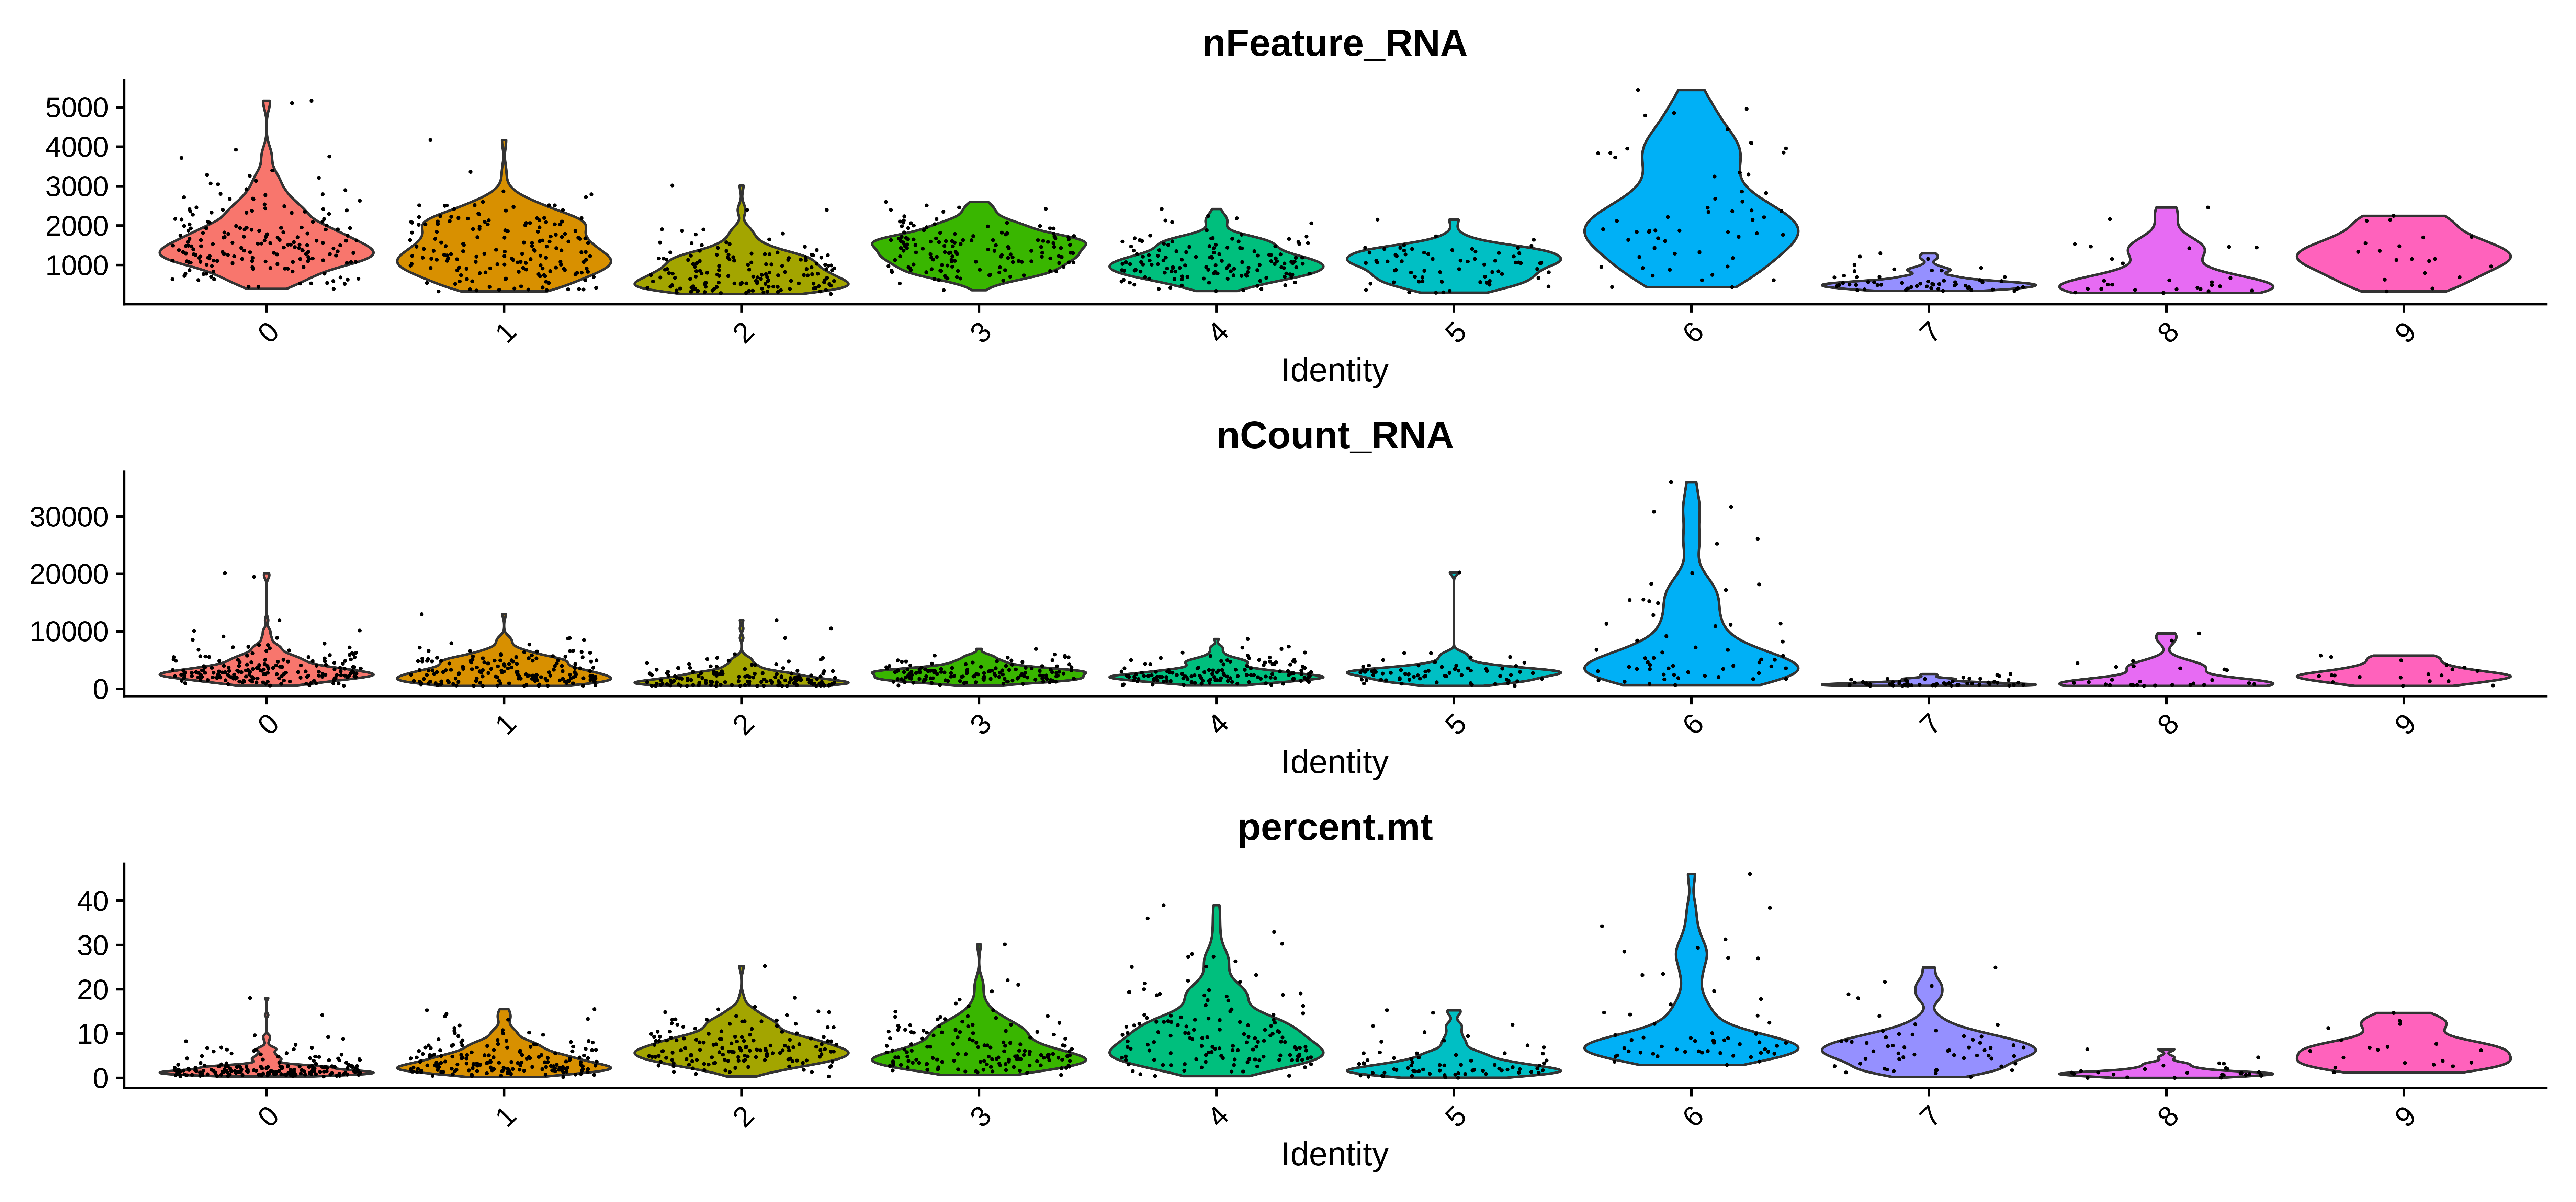 nFeature_RNA
5000
4000
3000
2000
1000
0 1 2 3 4 5 6 7 8 9
Identity
nCount_RNA
30000
20000
10000
0
0 1 2 3 4 5 6 7 8 9
Identity
percent.mt
40
30
20
10
0
0 1 2 3 4 5 6 7 8 9
Identity